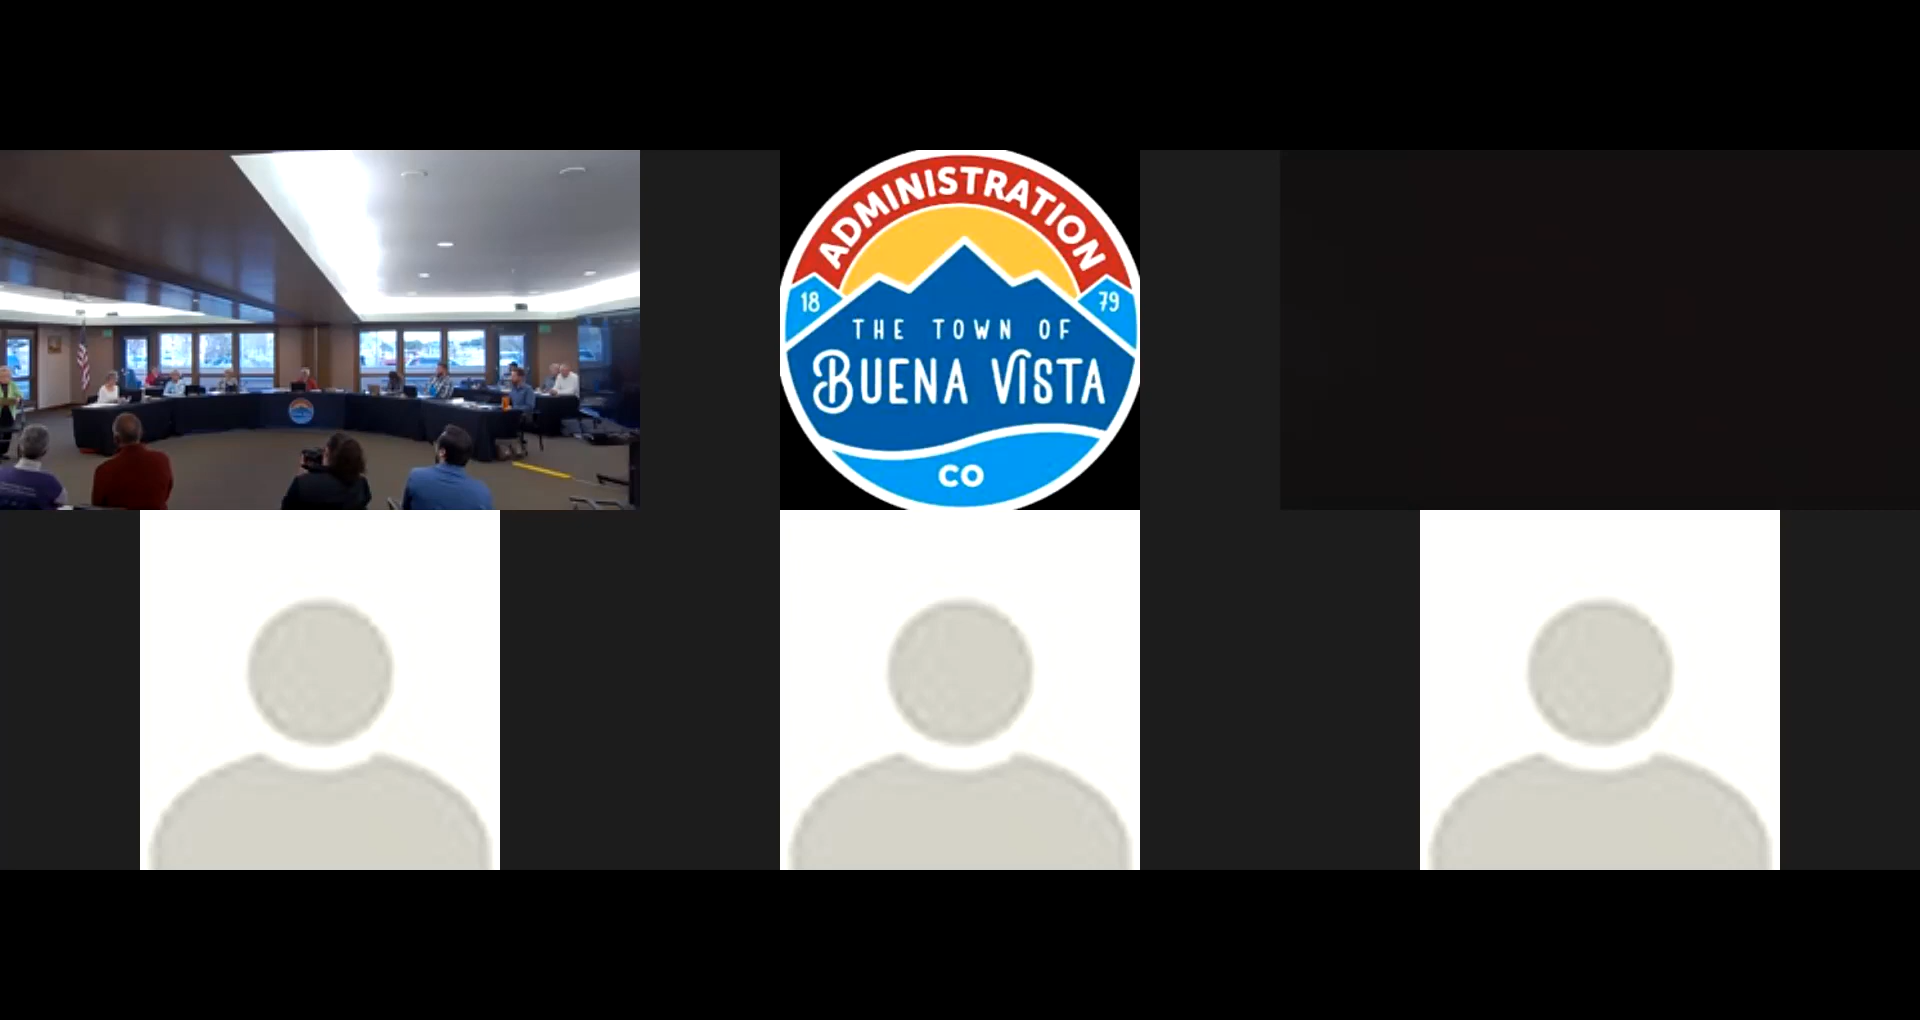 ADMINISTRATION
18 79
THE TOWN OF
BUENA VISTA
CO